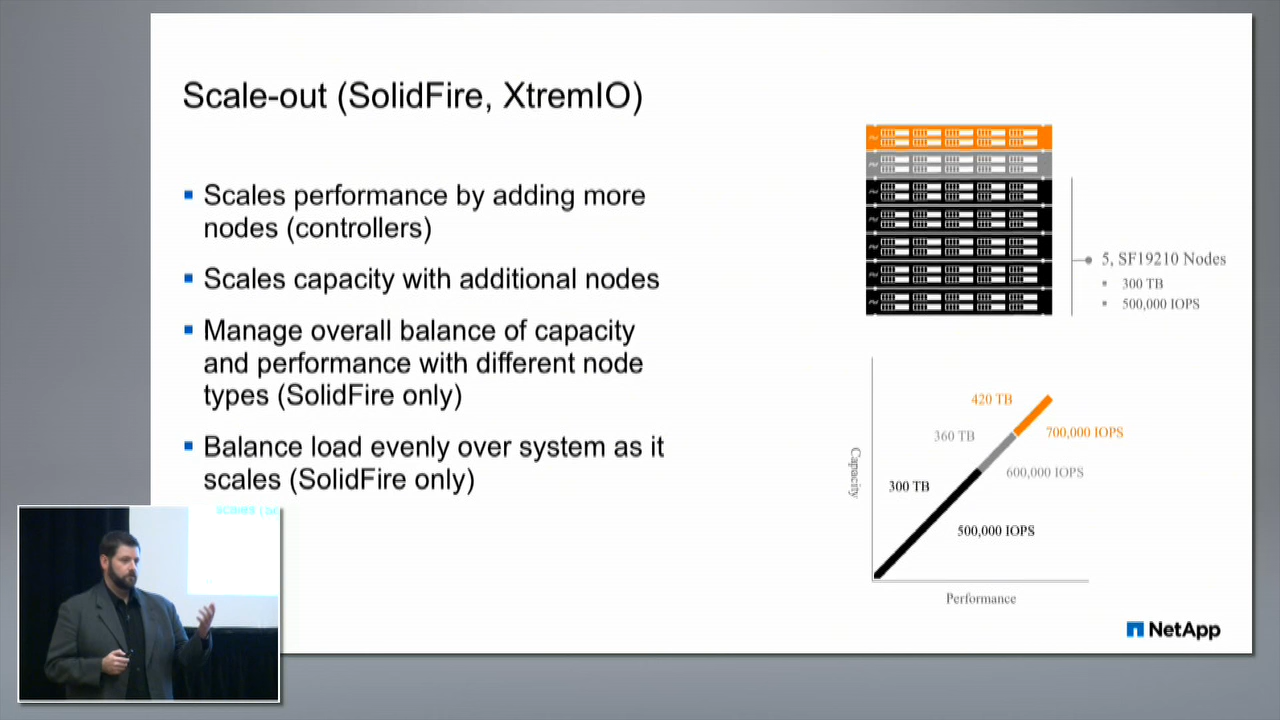 Scale-out (SolidFire, XtremIO)
Scales performance by adding more
nodes (controllers)
Scales capacity with additional nodes
Manage overall balance of capacity
and performance with different node
types (SolidFire only)
Balance load evenly over system as it
scales (SolidFire only)
5, SF19210 Nodes
300 TB
500,000 IOPS
420 TB
700,000 IOPS
360 TB
600,000 IOPS
300 TB
500,000 IOPS
Capacity
Performance
NetApp